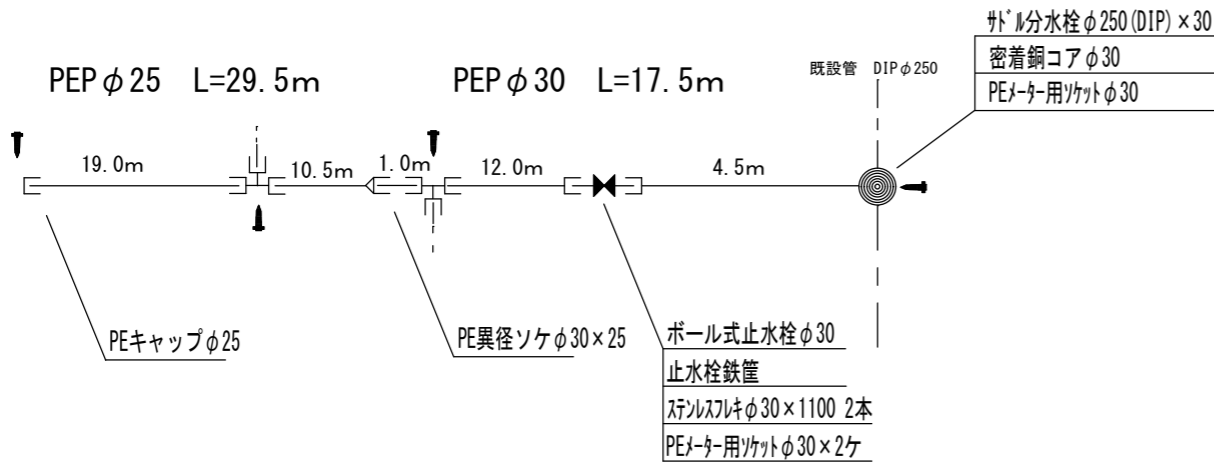 サドル分水栓φ250(DIP)×30
密着銅コアφ30
PEメーター用ソケットφ30
既設管 DIPφ250
PEPφ25 L=29.5m
PEPφ30 L=17.5m
19.0m
10.5m
1.0m
12.0m
4.5m
PEキャップφ25
PE異径ソケφ30×25
ボール式止水栓φ30
止水栓鉄筐
ステンレスフレキφ30×1100 2本
PEメーター用ソケットφ30×2ケ